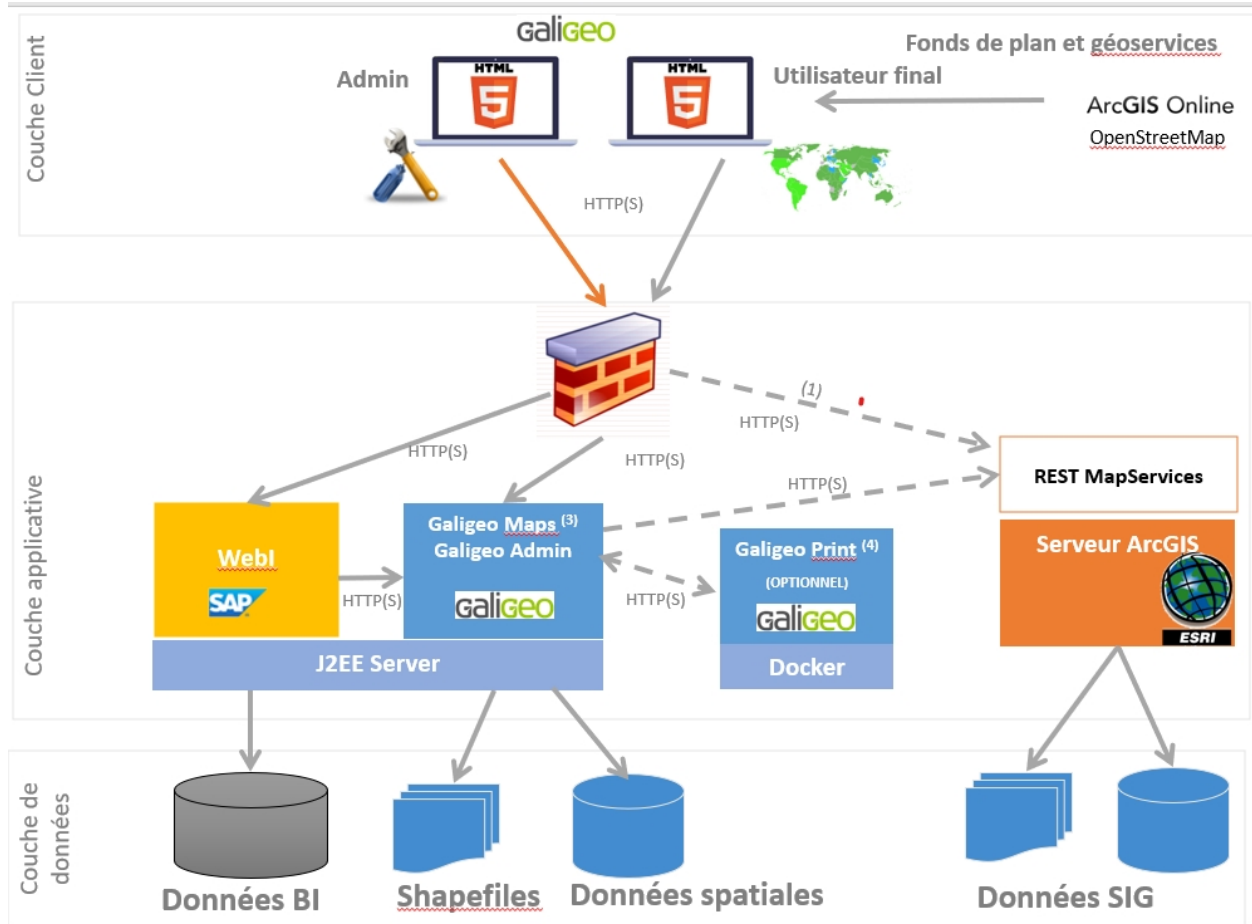 Couche Client
GaliGEO
Admin
HTML
5
HTML
5
Utilisateur final
Fonds de plan et géoservices
ArcGIS Online
OpenStreetMap
HTTP(S)
Couche applicative
(1)
HTTP(S)
HTTP(S)
HTTP(S)
HTTP(S)
REST MapServices
WebI
SAP
HTTP(S)
Galigeo Maps (3)
Galigeo Admin
GaliGEO
HTTP(S)
Galigeo Print (4)
(OPTIONNEL)
GaliGEO
Serveur ArcGIS
ESRI
J2EE Server
Docker
Couche de
données
Données BI
Shapefiles
Données spatiales
Données SIG